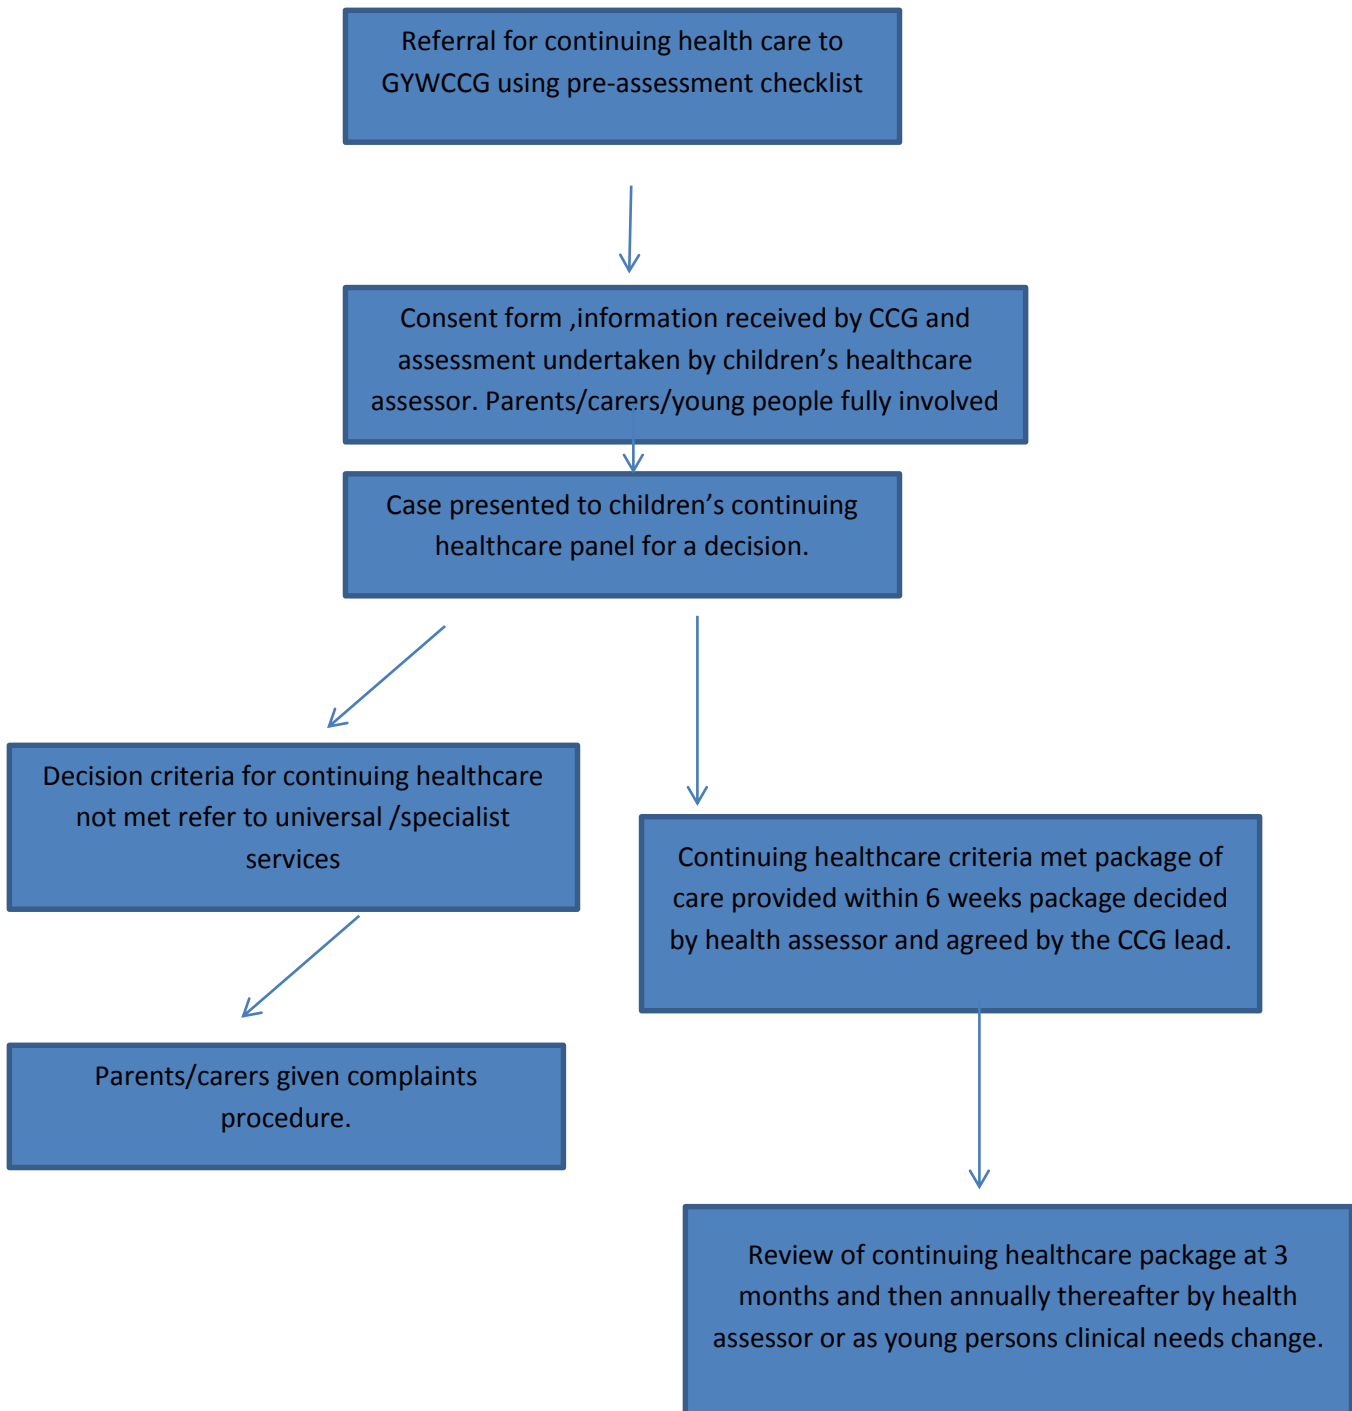 Referral for continuing health care to
GYWCCG using pre-assessment checklist
Consent form ,information received by CCG and
assessment undertaken by children’s healthcare
assessor. Parents/carers/young people fully involved
Case presented to children’s continuing
healthcare panel for a decision.
Decision criteria for continuing healthcare
not met refer to universal /specialist
services
Continuing healthcare criteria met package of
care provided within 6 weeks package decided
by health assessor and agreed by the CCG lead.
Parents/carers given complaints
procedure.
Review of continuing healthcare package at 3
months and then annually thereafter by health
assessor or as young persons clinical needs change.